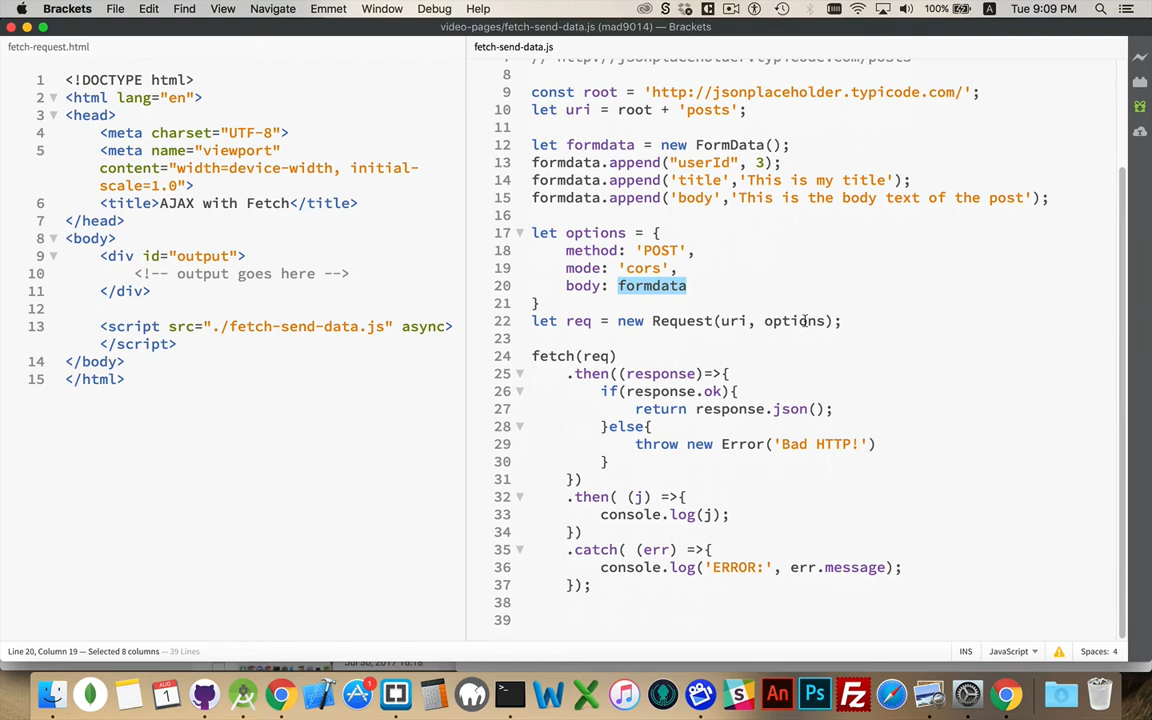 Brackets File Edit View Navigate Emmet Window Debug Help 100% Tue 9:09 PM
video-pages/fetch-send-data.js (mad9014) — Brackets
fetch-request.html
1 <!DOCTYPE html>
2 <html lang="en">
3 <head>
4 <meta charset="UTF-8">
5 <meta name="viewport"
content="width=device-width, initial-
scale=1.0">
6 <title>AJAX with Fetch</title>
7 </head>
8 <body>
9 <div id="output">
10 <!-- output goes here -->
11 </div>
12
13 <script src="./fetch-send-data.js" async>
</script>
14 </body>
15 </html>
fetch-send-data.js
7 // http://jsonplaceholder.typicode.com/posts
8
9 const root = 'http://jsonplaceholder.typicode.com/';
10 let uri = root + 'posts';
11
12 let formdata = new FormData();
13 formdata.append("userId", 3);
14 formdata.append('title','This is my title');
15 formdata.append('body','This is the body text of the post');
16
17 let options = {
18 method: 'POST',
19 mode: 'cors',
20 body: formdata
21 }
22 let req = new Request(uri, options);
23
24 fetch(req)
25 .then((response)=>{
26 if(response.ok){
27 return response.json();
28 }else{
29 throw new Error('Bad HTTP!')
30 }
31 })
32 .then( (j) =>{
33 console.log(j);
34 })
35 .catch( (err) =>{
36 console.log('ERROR:', err.message);
37 });
38
39
Line 20, Column 19 — Selected 8 columns — 39 Lines
INS JavaScript Spaces: 4